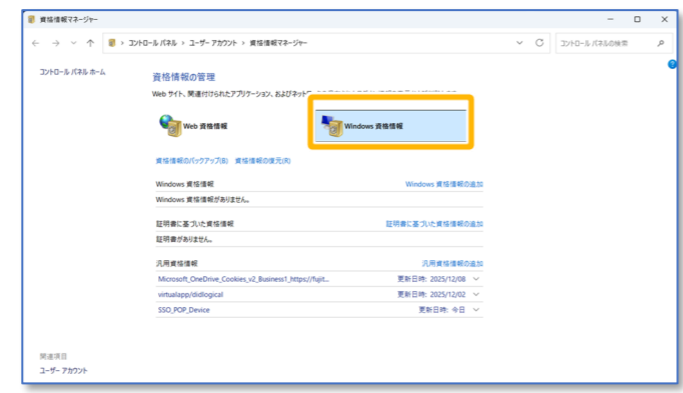 資格情報マネージャー
コントロール パネル > ユーザー アカウント > 資格情報マネージャー
コントロール パネルの検索
コントロール パネル ホーム
資格情報の管理
Web サイト、関連付けられたアプリケーション、およびネット
Web 資格情報
Windows 資格情報
資格情報のバックアップ(B) 資格情報の復元(R)
Windows 資格情報 Windows 資格情報の追加
Windows 資格情報がありません。
証明書に基づいた資格情報 証明書に基づいた資格情報の追加
証明書がありません。
汎用資格情報 汎用資格情報の追加
Microsoft_OneDrive_Cookies_v2_Business1_https://fujit... 更新日時: 2025/12/08
virtualapp/didlogical 更新日時: 2025/12/02
SSO_POP_Device 更新日時: 今日
関連項目
ユーザー アカウント